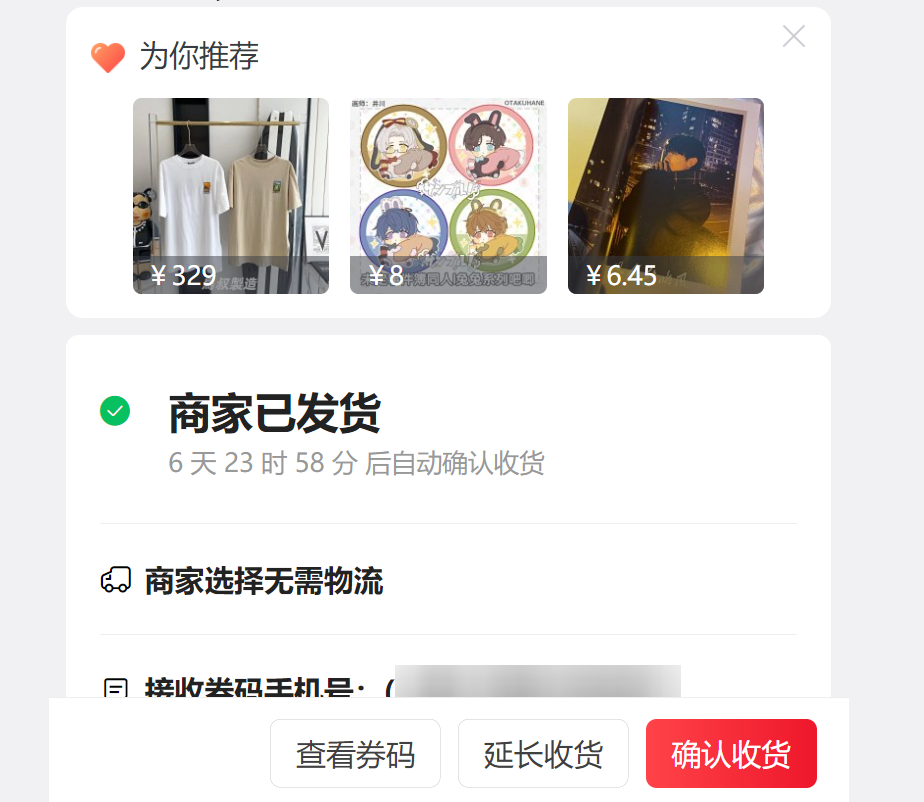 为你推荐
画师：井川
OTAKUHANE
¥ 329
¥ 8
¥ 6.45
商家已发货
6 天 23 时 58 分 后自动确认收货
商家选择无需物流
接收券码手机号：(
查看券码
延长收货
确认收货